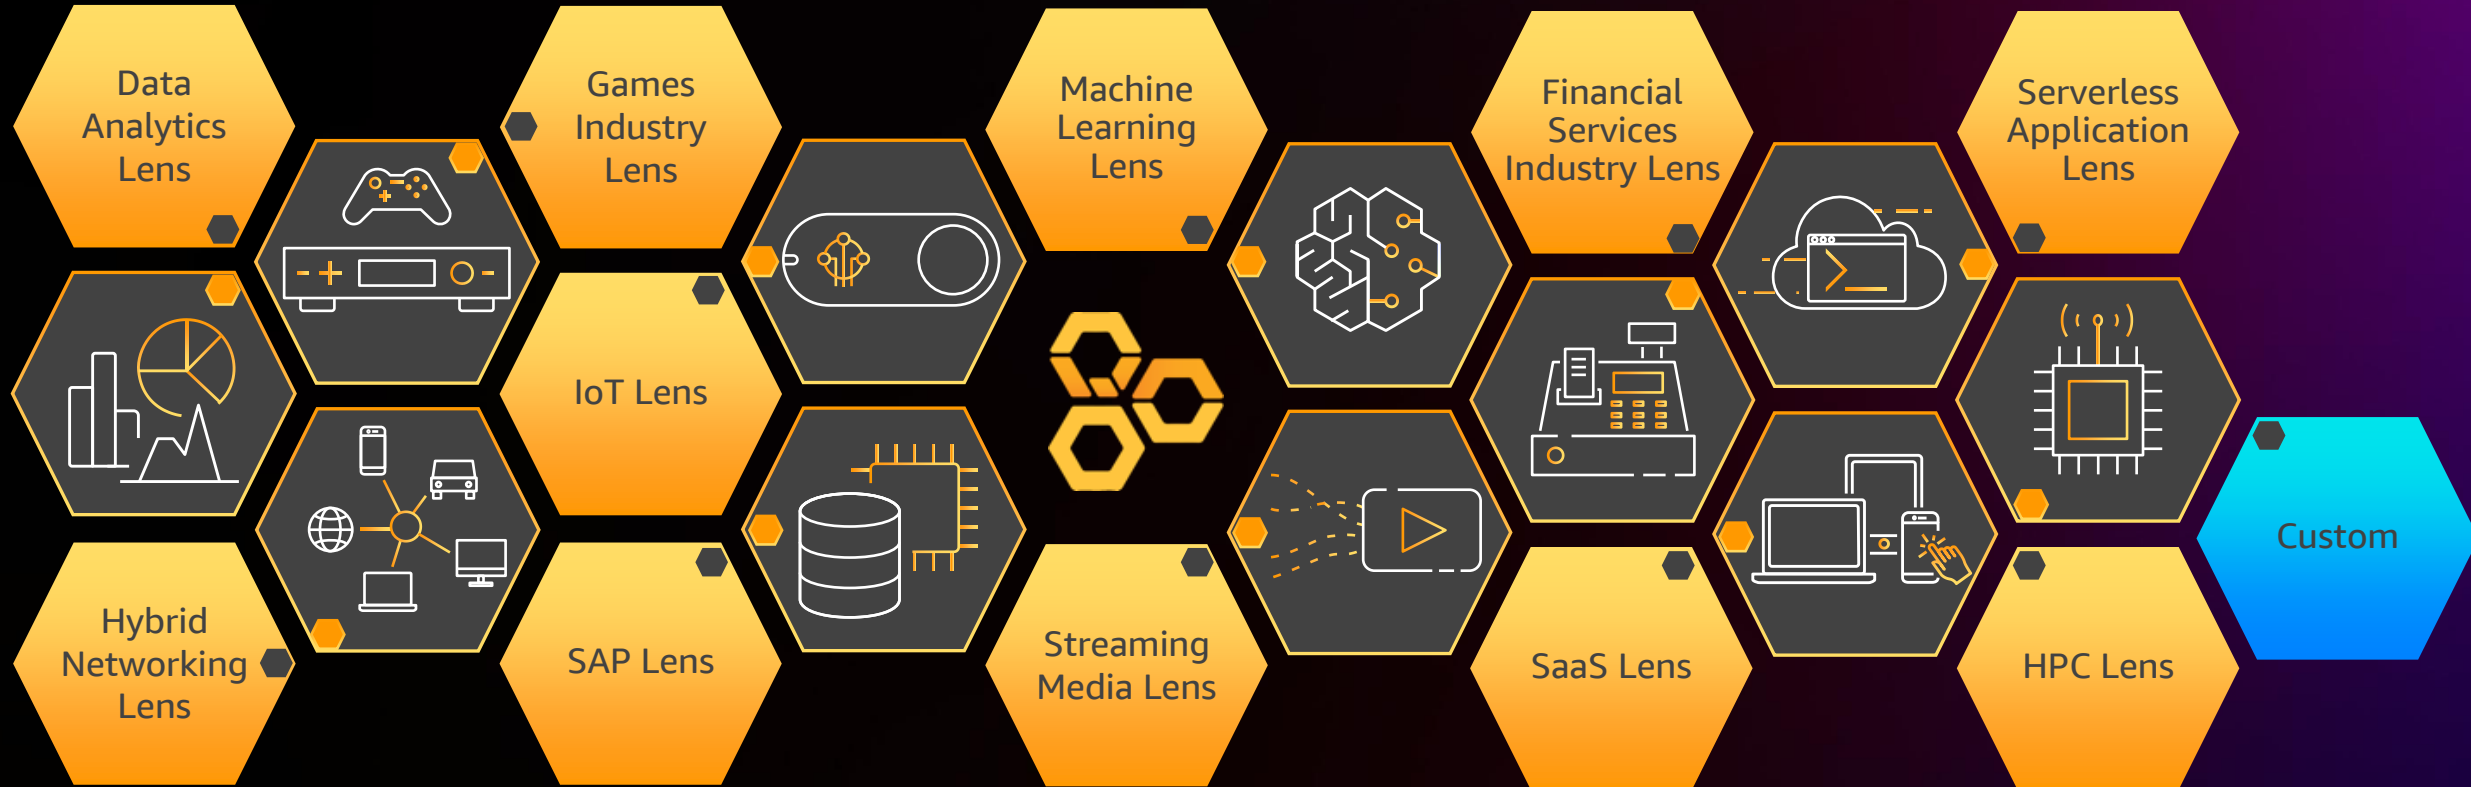 Data
Analytics
Lens
Games
Industry
Lens
Machine
Learning
Lens
Financial
Services
Industry Lens
Serverless
Application
Lens
IoT Lens
Custom
Hybrid
Networking
Lens
SAP Lens
Streaming
Media Lens
SaaS Lens
HPC Lens